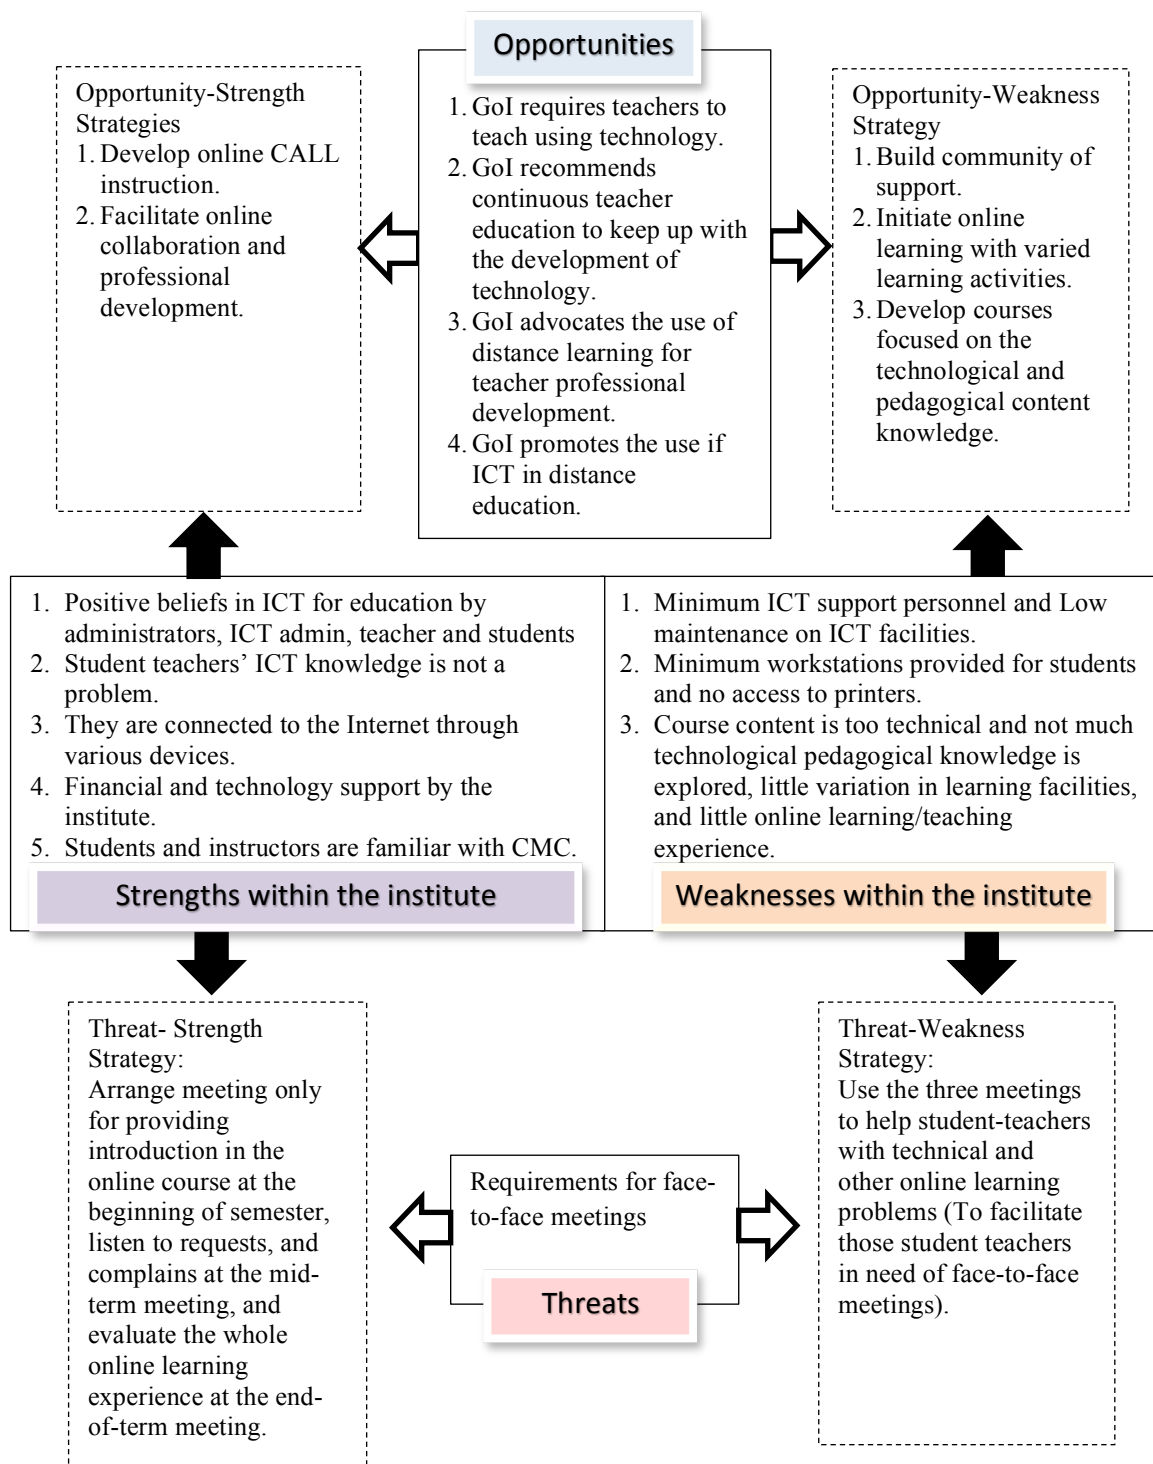 Opportunities
Opportunity-Strength
Strategies
1. Develop online CALL
instruction.
2. Facilitate online
collaboration and
professional
development.
1. GoI requires teachers to
teach using technology.
2. GoI recommends
continuous teacher
education to keep up with
the development of
technology.
3. GoI advocates the use of
distance learning for
teacher professional
development.
4. GoI promotes the use if
ICT in distance
education.
Opportunity-Weakness
Strategy
1. Build community of
support.
2. Initiate online
learning with varied
learning activities.
3. Develop courses
focused on the
technological and
pedagogical content
knowledge.
1. Positive beliefs in ICT for education by
administrators, ICT admin, teacher and students
2. Student teachers’ ICT knowledge is not a
problem.
3. They are connected to the Internet through
various devices.
4. Financial and technology support by the
institute.
5. Students and instructors are familiar with CMC.
Strengths within the institute
1. Minimum ICT support personnel and Low
maintenance on ICT facilities.
2. Minimum workstations provided for students
and no access to printers.
3. Course content is too technical and not much
technological pedagogical knowledge is
explored, little variation in learning facilities,
and little online learning/teaching
experience.
Weaknesses within the institute
Threat- Strength
Strategy:
Arrange meeting only
for providing
introduction in the
online course at the
beginning of semester,
listen to requests, and
complains at the mid-
term meeting, and
evaluate the whole
online learning
experience at the end-
of-term meeting.
Requirements for face-
to-face meetings
Threats
Threat-Weakness
Strategy:
Use the three meetings
to help student-teachers
with technical and
other online learning
problems (To facilitate
those student teachers
in need of face-to-face
meetings).